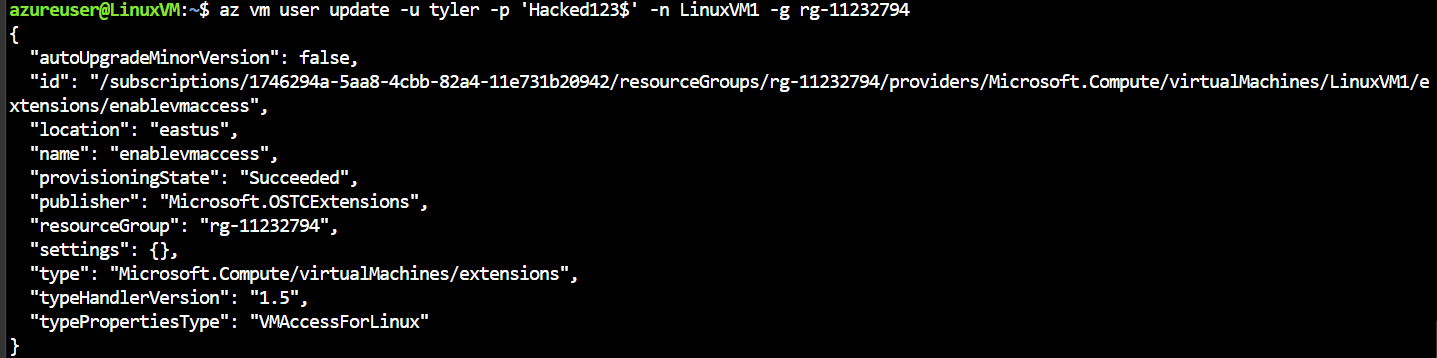 azureuser@LinuxVM:~$ az vm user update -u tyler -p 'Hacked123$' -n LinuxVM1 -g rg-11232794
{
  "autoUpgradeMinorVersion": false,
  "id": "/subscriptions/1746294a-5aa8-4cbb-82a4-11e731b20942/resourceGroups/rg-11232794/providers/Microsoft.Compute/virtualMachines/LinuxVM1/e
xtensions/enablevmaccess",
  "location": "eastus",
  "name": "enablevmaccess",
  "provisioningState": "Succeeded",
  "publisher": "Microsoft.OSTCExtensions",
  "resourceGroup": "rg-11232794",
  "settings": {},
  "type": "Microsoft.Compute/virtualMachines/extensions",
  "typeHandlerVersion": "1.5",
  "typePropertiesType": "VMAccessForLinux"
}